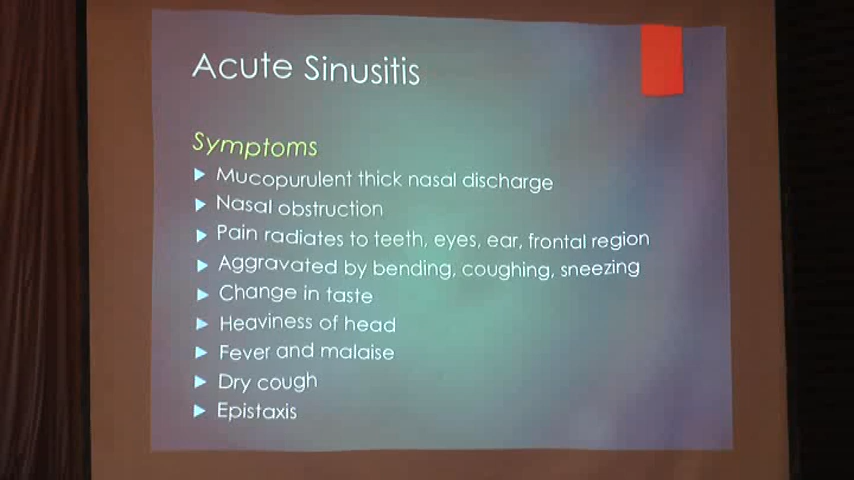 Acute Sinusitis
Symptoms
Mucopurulent thick nasal discharge
Nasal obstruction
Pain radiates to teeth, eyes, ear, frontal region
Aggravated by bending, coughing, sneezing
Change in taste
Heaviness of head
Fever and malaise
Dry cough
Epistaxis